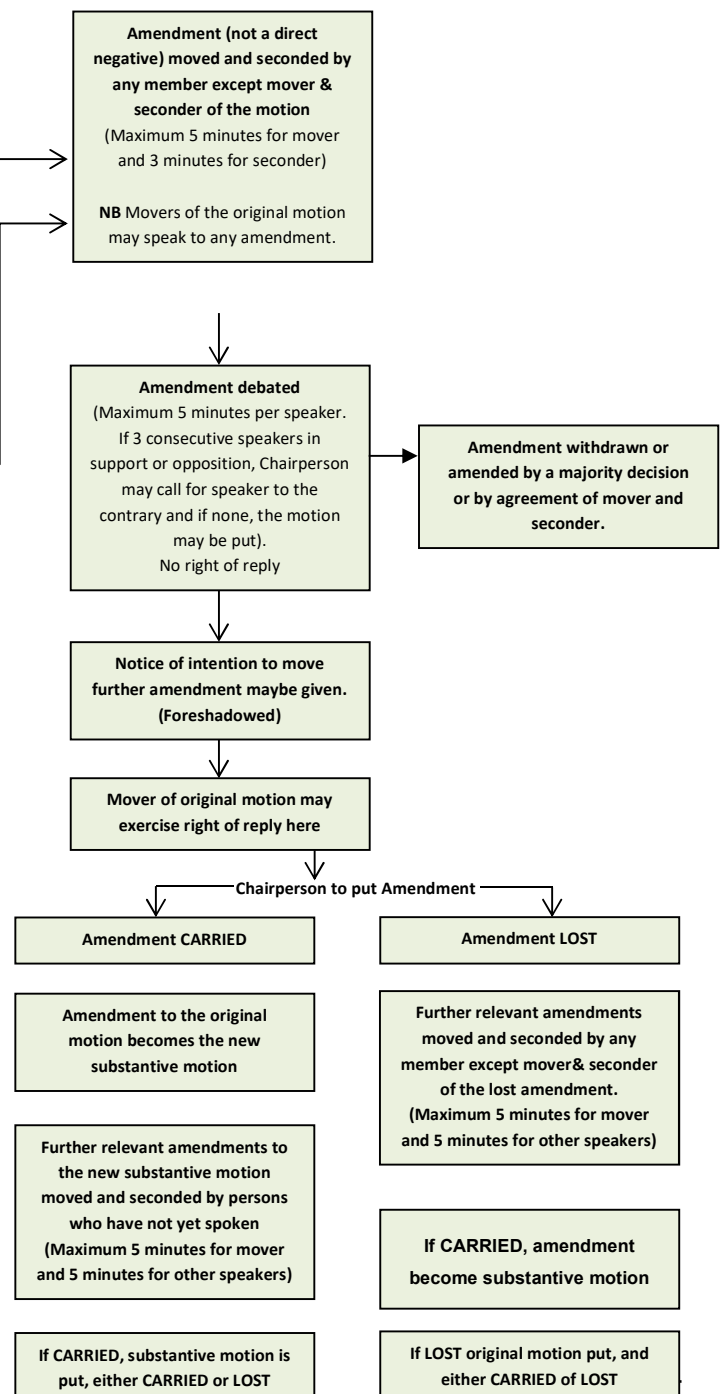 Amendment (not a direct
negative) moved and seconded by
any member except mover &
seconder of the motion
(Maximum 5 minutes for mover
and 3 minutes for seconder)
NB Movers of the original motion
may speak to any amendment.
Amendment debated
(Maximum 5 minutes per speaker.
If 3 consecutive speakers in
support or opposition, Chairperson
may call for speaker to the
contrary and if none, the motion
may be put).
No right of reply
Amendment withdrawn or
amended by a majority decision
or by agreement of mover and
seconder.
Notice of intention to move
further amendment maybe given.
(Foreshadowed)
Mover of original motion may
exercise right of reply here
Chairperson to put Amendment
Amendment CARRIED
Amendment to the original
motion becomes the new
substantive motion
Further relevant amendments to
the new substantive motion
moved and seconded by persons
who have not yet spoken
(Maximum 5 minutes for mover
and 5 minutes for other speakers)
If CARRIED, substantive motion is
put, either CARRIED or LOST
Amendment LOST
Further relevant amendments
moved and seconded by any
member except mover& seconder
of the lost amendment.
(Maximum 5 minutes for mover
and 5 minutes for other speakers)
If CARRIED, amendment
become substantive motion
If LOST original motion put, and
either CARRIED of LOST